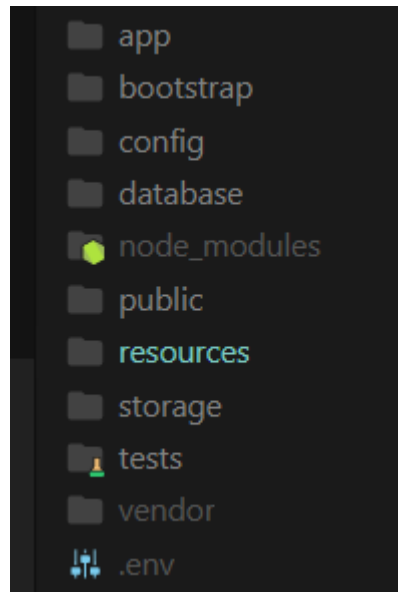 app
bootstrap
config
database
node_modules
public
resources
storage
tests
vendor
.env